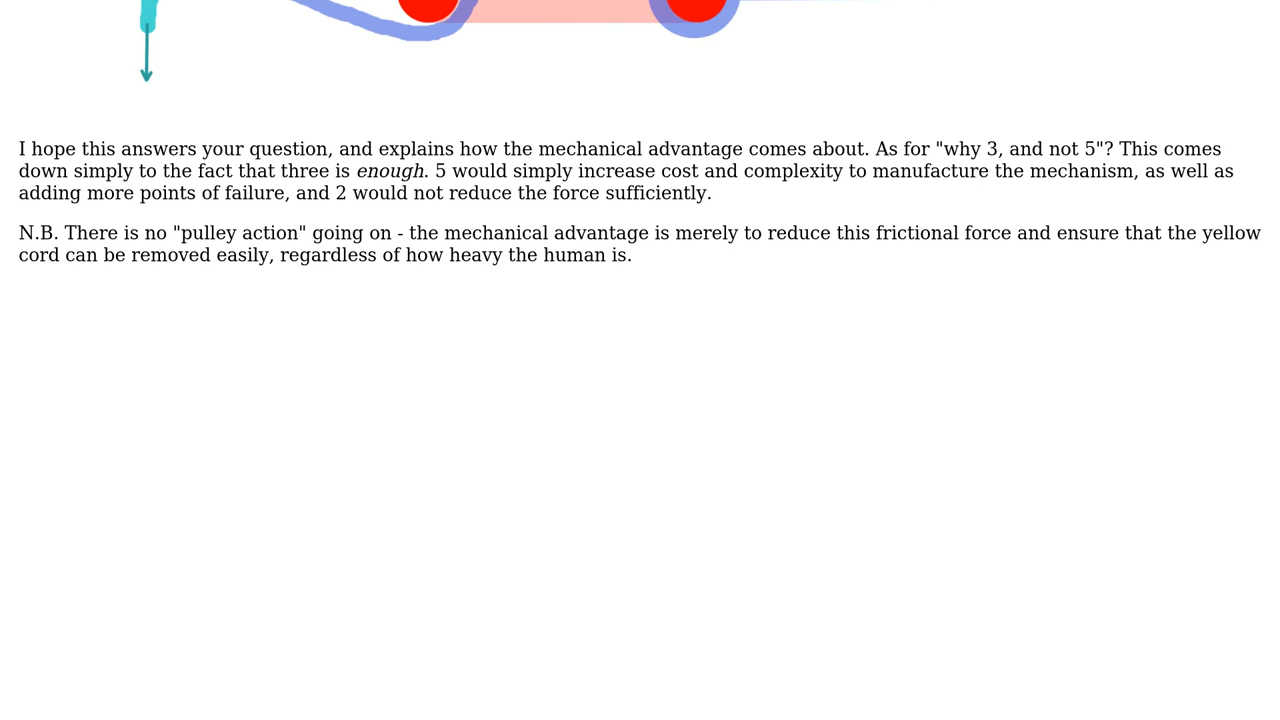 I hope this answers your question, and explains how the mechanical advantage comes about. As for "why 3, and not 5"? This comes
down simply to the fact that three is enough. 5 would simply increase cost and complexity to manufacture the mechanism, as well as
adding more points of failure, and 2 would not reduce the force sufficiently.
N.B. There is no "pulley action" going on - the mechanical advantage is merely to reduce this frictional force and ensure that the yellow
cord can be removed easily, regardless of how heavy the human is.